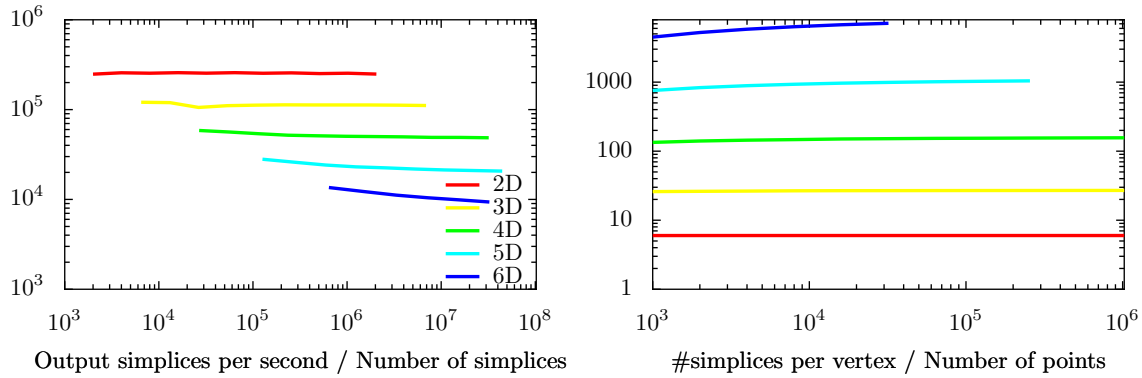 10^6
10^5
10^4
10^3
2D
3D
4D
5D
6D
10^3 10^4 10^5 10^6 10^7 10^8
Output simplices per second / Number of simplices
1000
100
10
1
10^3 10^4 10^5 10^6
#simplices per vertex / Number of points